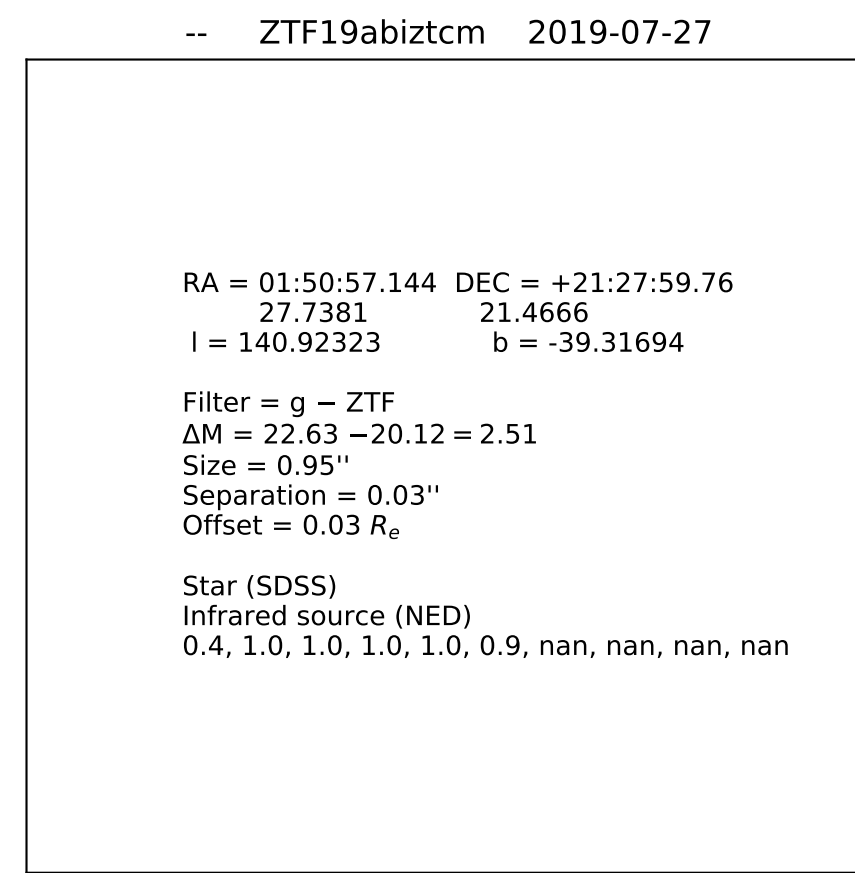 -- ZTF19abiztcm 2019-07-27
RA = 01:50:57.144 DEC = +21:27:59.76
27.7381 21.4666
l = 140.92323 b = -39.31694
Filter = g − ZTF
ΔM = 22.63 −20.12 = 2.51
Size = 0.95''
Separation = 0.03''
Offset = 0.03 Re
Star (SDSS)
Infrared source (NED)
0.4, 1.0, 1.0, 1.0, 1.0, 0.9, nan, nan, nan, nan